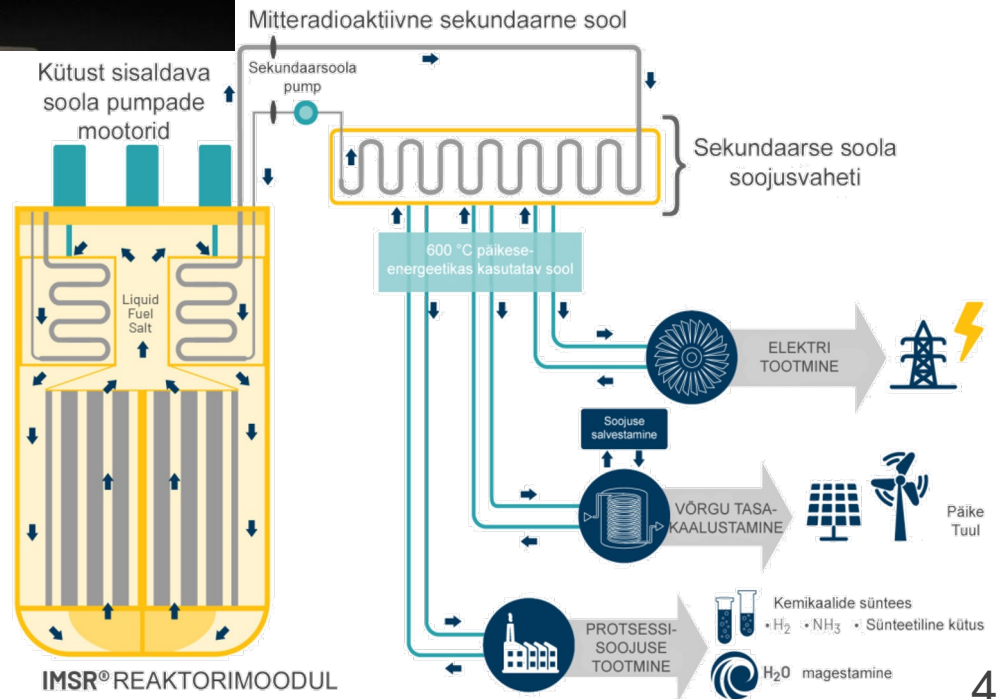 Mitteradioaktiivne sekundaarne sool
Kütust sisaldava
soola pumpade
mootorid
Sekundaarsoola
pump
Sekundaarse soola
soojusvaheti
600 °C päikese-
energeetikas kasutatav sool
Liquid
Fuel
Salt
ELEKTRI
TOOTMINE
Soojuse
salvestamine
VÕRGU TASA-
KAALUSTAMINE
Päike
Tuul
PROTSESSI-
SOOJUSE
TOOTMINE
Kemikaalide süntees
• H₂ • NH₃ • Sünteetiline kütus
H₂O magestamine
IMSR® REAKTORIMOODUL
4